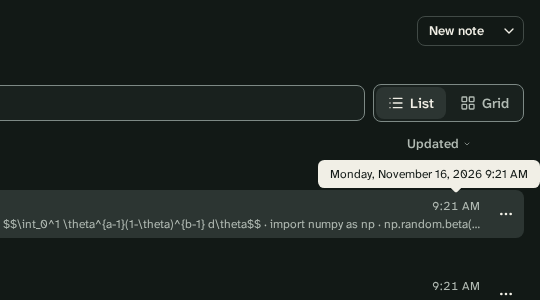 New note
List
Grid
Updated
Monday, November 16, 2026 9:21 AM
9:21 AM
$$\int_0^1 \theta^{a-1}(1-\theta)^{b-1} d\theta$$ · import numpy as np · np.random.beta(...
9:21 AM